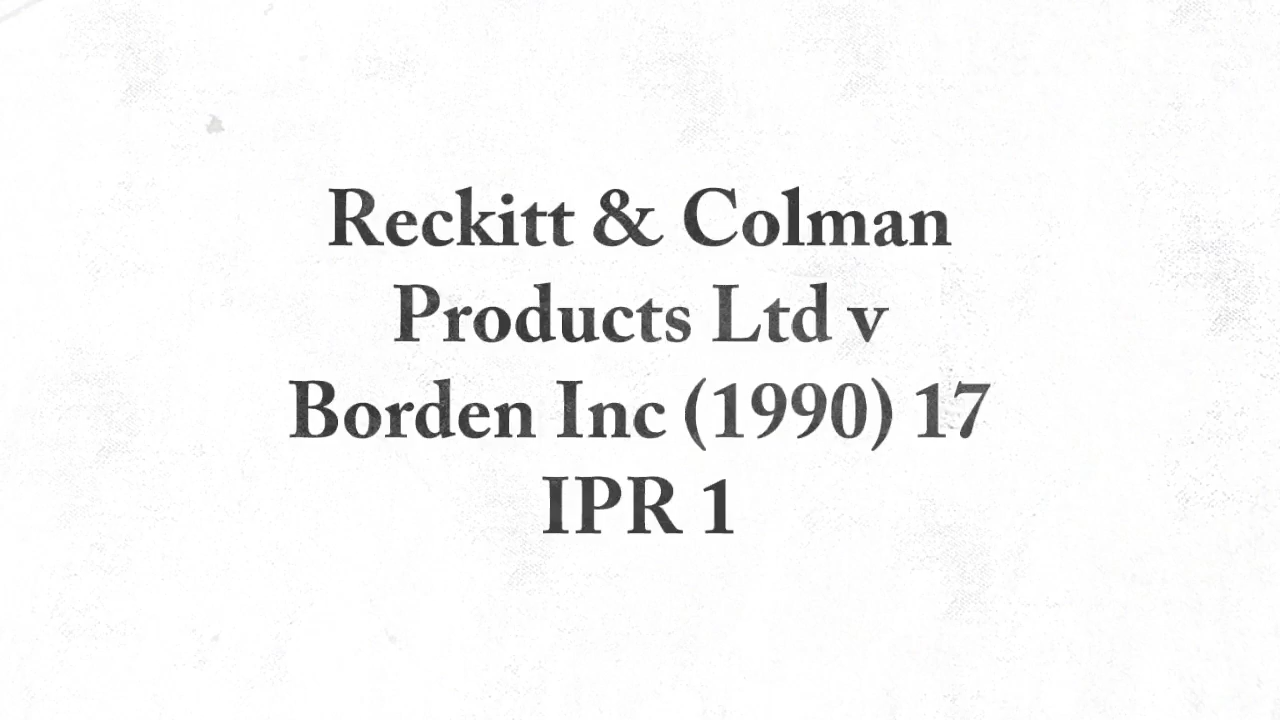 Reckitt & Colman
Products Ltd v
Borden Inc (1990) 17
IPR 1